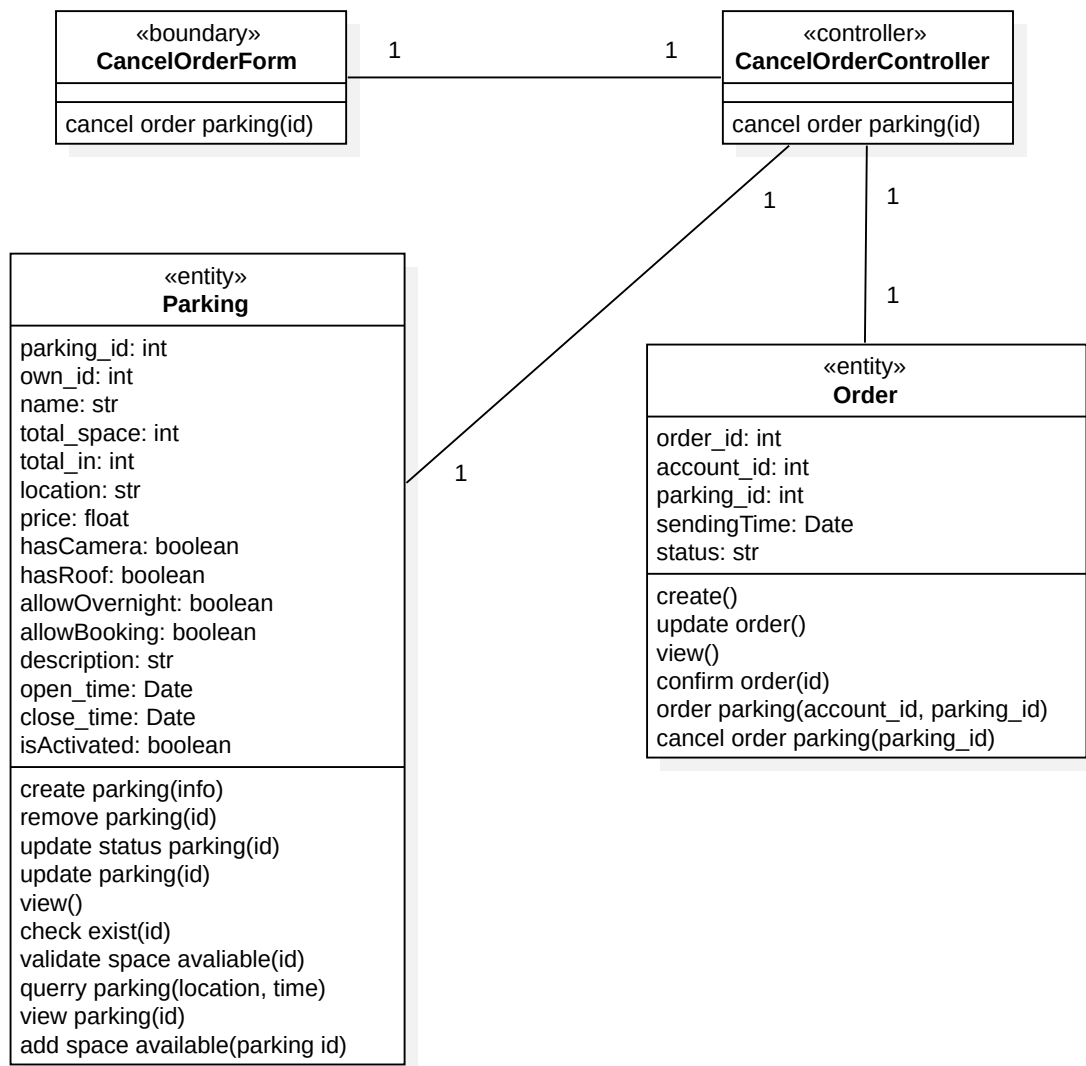 «boundary»
CancelOrderForm
cancel order parking(id)
1
1
«controller»
CancelOrderController
cancel order parking(id)
1
1
1
1
«entity»
Parking
parking_id: int
own_id: int
name: str
total_space: int
total_in: int
location: str
price: float
hasCamera: boolean
hasRoof: boolean
allowOvernight: boolean
allowBooking: boolean
description: str
open_time: Date
close_time: Date
isActivated: boolean
create parking(info)
remove parking(id)
update status parking(id)
update parking(id)
view()
check exist(id)
validate space avaliable(id)
querry parking(location, time)
view parking(id)
add space available(parking id)
«entity»
Order
order_id: int
account_id: int
parking_id: int
sendingTime: Date
status: str
create()
update order()
view()
confirm order(id)
order parking(account_id, parking_id)
cancel order parking(parking_id)